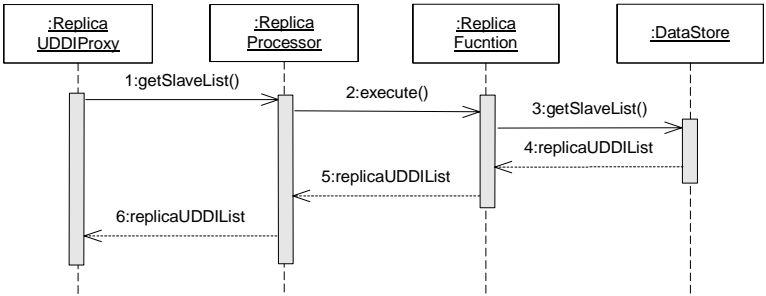 :Replica
UDDIProxy
:Replica
Processor
:Replica
Fucntion
:DataStore
1:getSlaveList()
2:execute()
3:getSlaveList()
4:replicaUDDIList
5:replicaUDDIList
6:replicaUDDIList